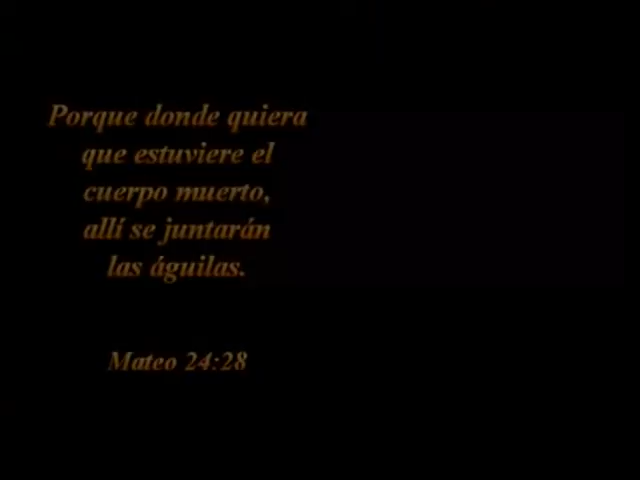 Porque donde quiera
que estuviere el
cuerpo muerto,
allí se juntarán
las águilas.
Mateo 24:28